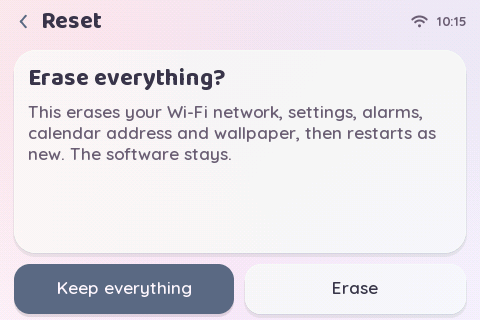 Reset
10:15
Erase everything?
This erases your Wi-Fi network, settings, alarms,
calendar address and wallpaper, then restarts as
new. The software stays.
Keep everything
Erase